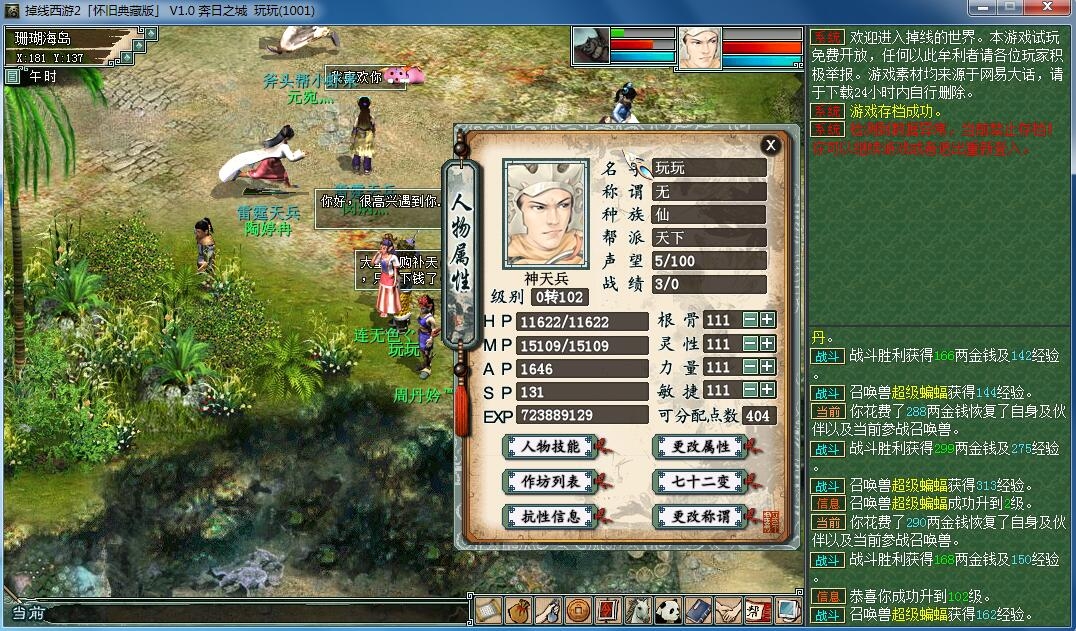 掉线西游2「怀旧典藏版」 V1.0 奔日之城 玩玩(1001)
珊瑚海岛
X:181 Y:137
午时
斧头帮小虾米
喜欢你
雷霆天兵
陶婷冉
你好，很高兴遇到你.
连无色
玩玩
周丹妗
人物属性
神天兵
级别 0转102
名字 玩玩
称谓 无
种族 仙
帮派 天下
声望 5/100
战绩 3/0
HP 11622/11622
MP 15109/15109
AP 1646
SP 131
EXP 723889129
根骨 111
灵性 111
力量 111
敏捷 111
可分配点数 404
人物技能
更改属性
作坊列表
七十二变
抗性信息
更改称谓
当前
系统 欢迎进入掉线的世界。本游戏试玩
免费开放，任何以此牟利者请各位玩家积
极举报。游戏素材均来源于网易大话，请
于下载24小时内自行删除。
系统 游戏存档成功。
系统
丹。
战斗 战斗胜利获得166两金钱及142经验
。
战斗 召唤兽超级蝙蝠获得144经验。
当前 你花费了288两金钱恢复了自身及伙
伴以及当前参战召唤兽。
战斗 战斗胜利获得299两金钱及275经验
。
战斗 召唤兽超级蝙蝠获得313经验。
信息 召唤兽超级蝙蝠成功升到2级。
当前 你花费了290两金钱恢复了自身及伙
伴以及当前参战召唤兽。
战斗 战斗胜利获得168两金钱及150经验
。
信息 恭喜你成功升到102级。
战斗 召唤兽超级蝙蝠获得162经验。